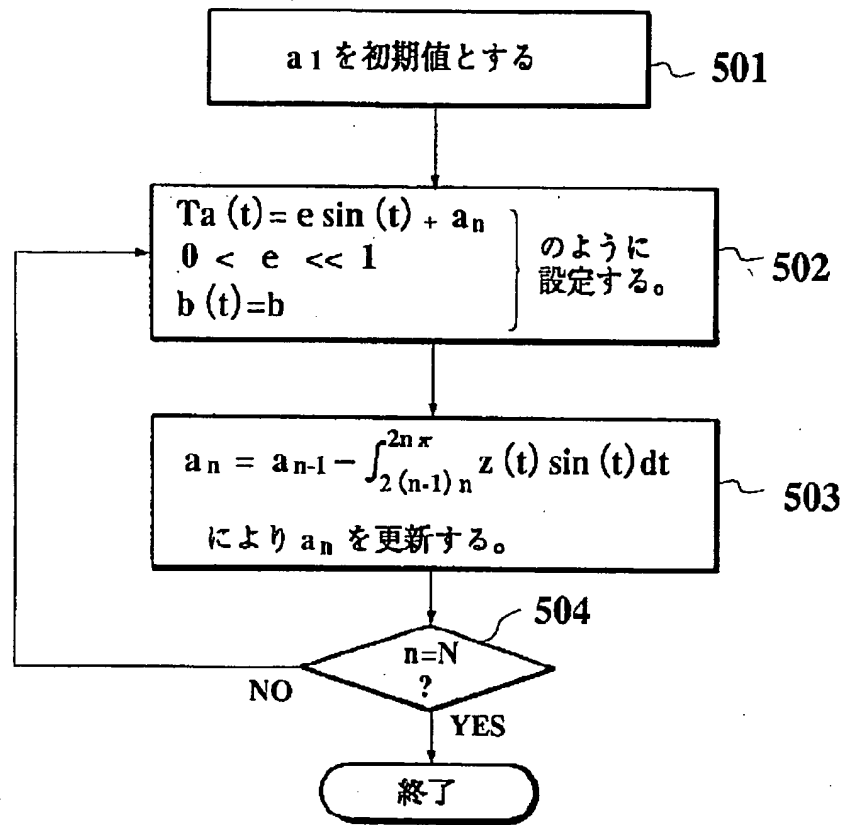 a1を初期値とする
501
Ta (t) = e sin (t) + an
0 < e << 1
b (t)=b
のように
設定する。
502
an = an-1 − ∫2(n-1)n^2nπ z (t) sin (t) dt
により an を更新する。
503
504
n=N
?
NO
YES
終了